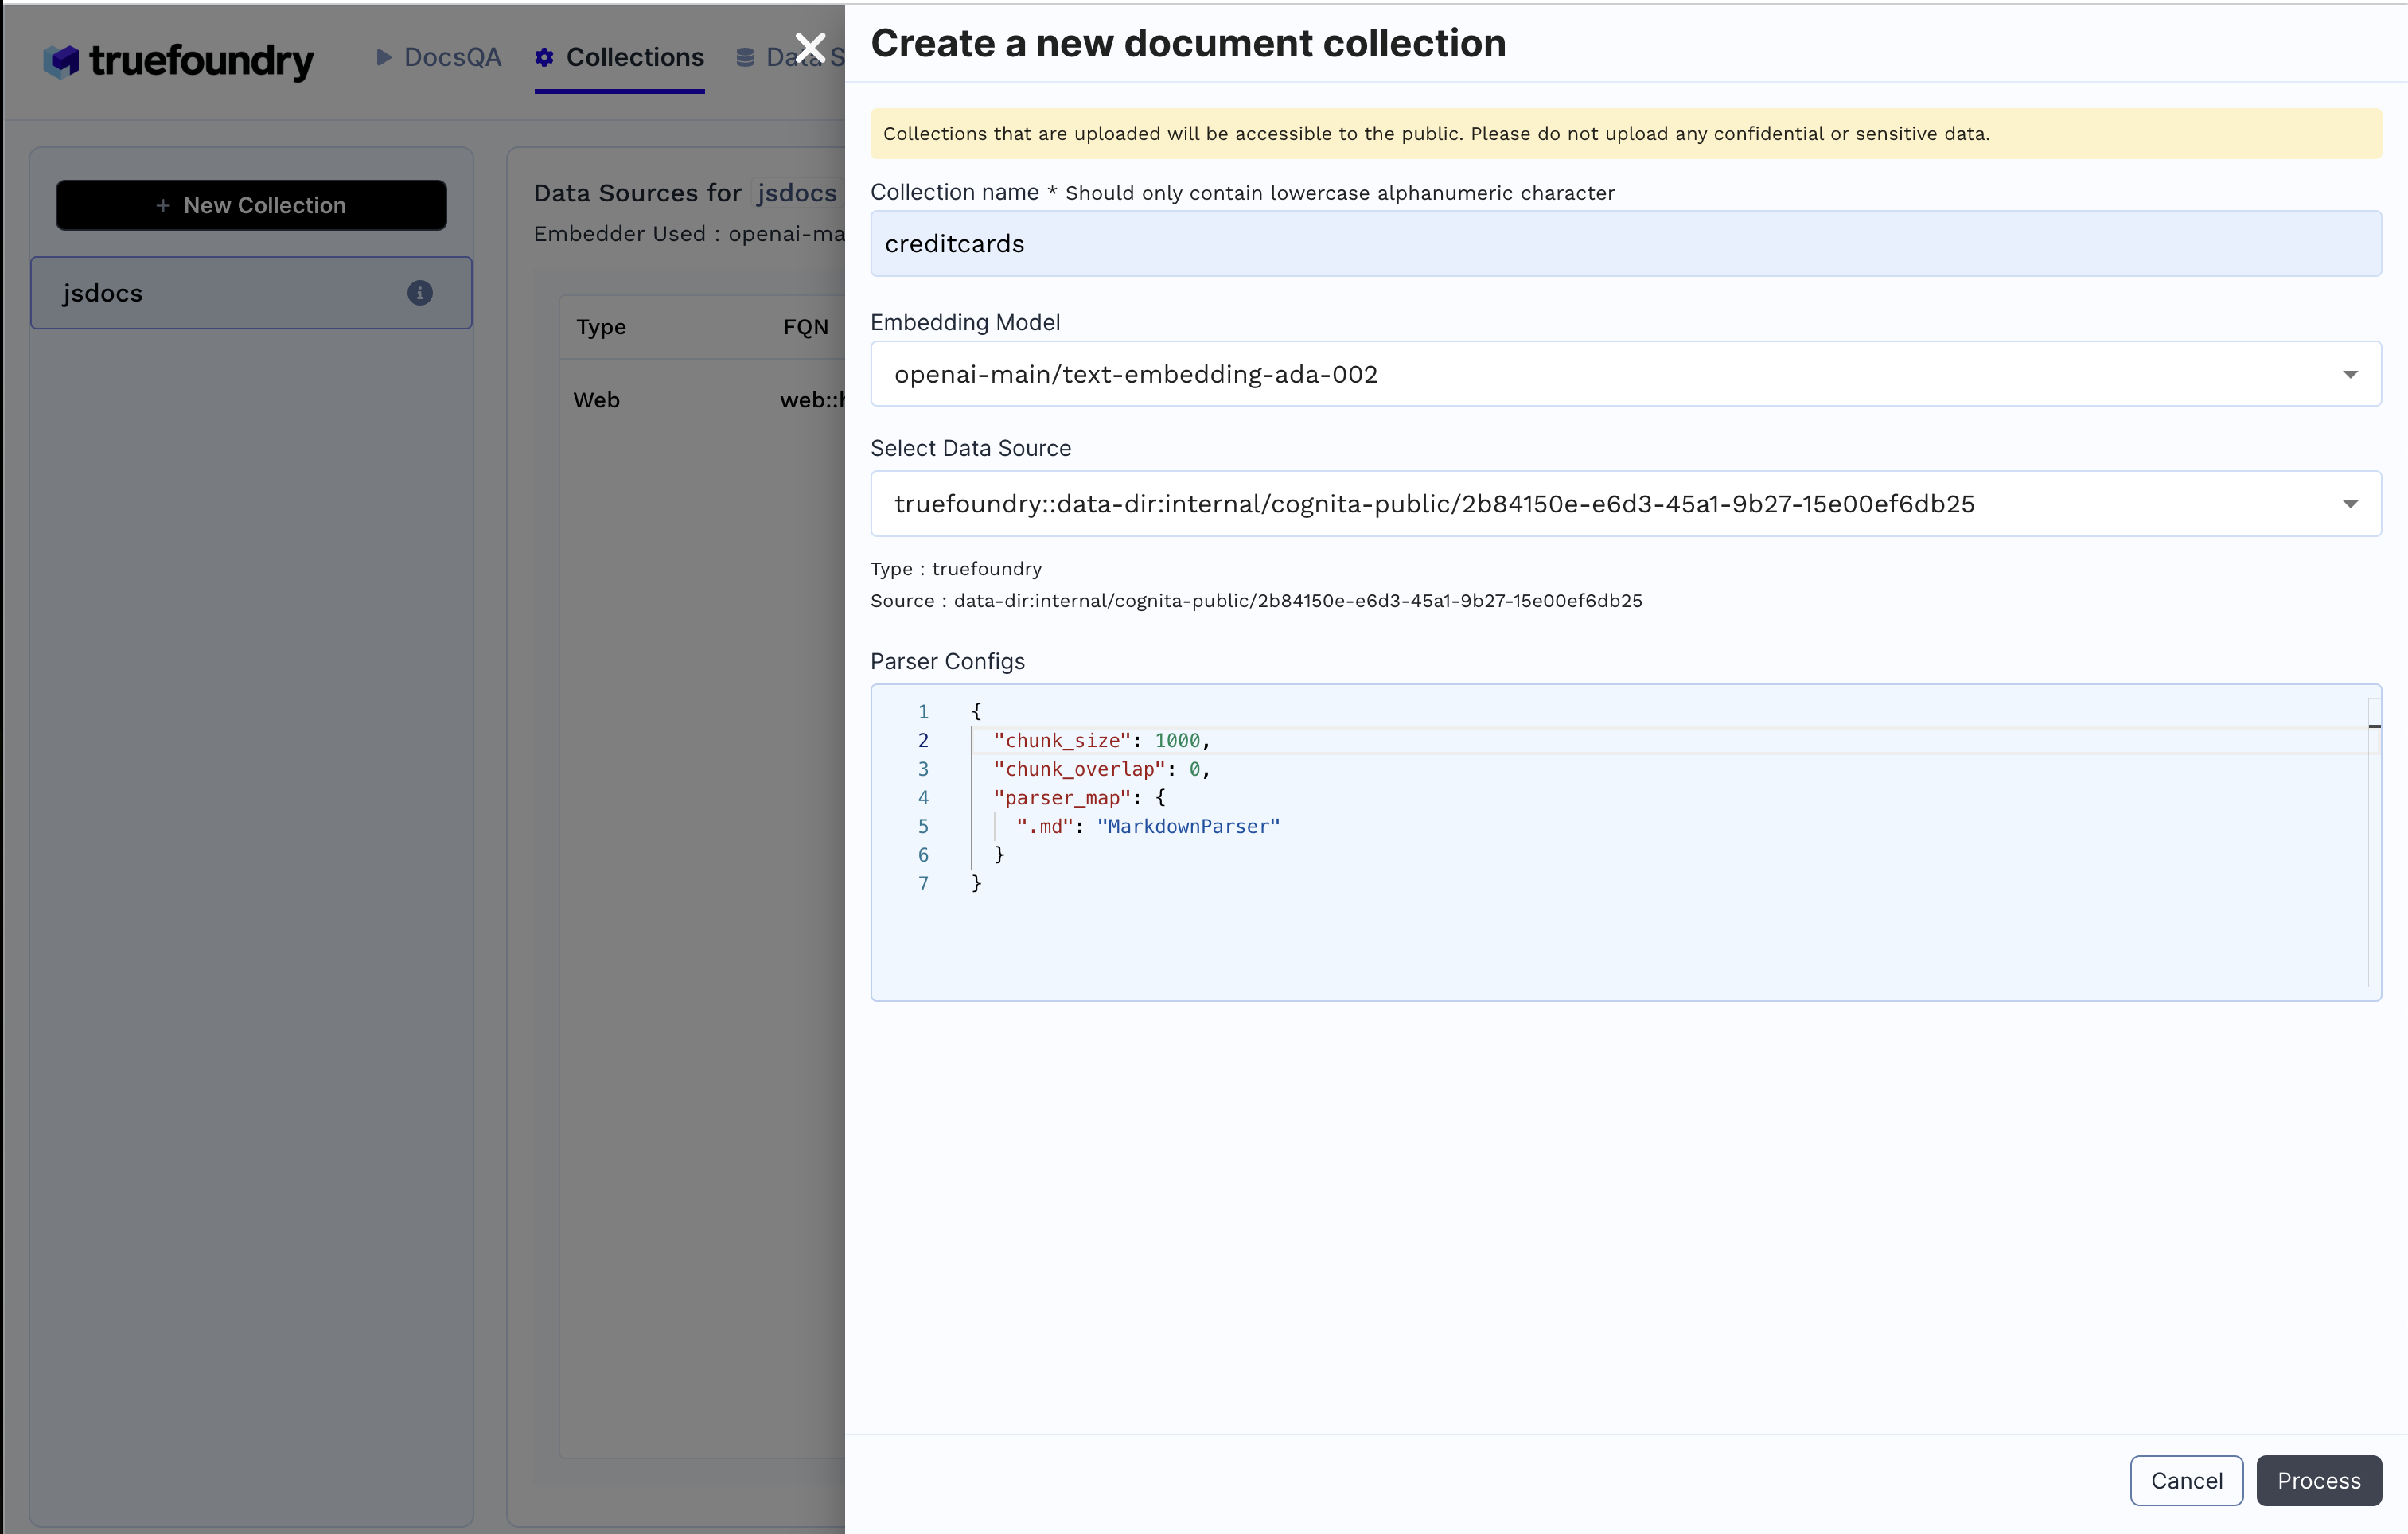 truefoundry
DocsQA
Collections
+ New Collection
jsdocs
Data Sources for jsdocs
Embedder Used : openai-ma
Type FQN
Web web::
Create a new document collection
Collections that are uploaded will be accessible to the public. Please do not upload any confidential or sensitive data.
Collection name * Should only contain lowercase alphanumeric character
creditcards
Embedding Model
openai-main/text-embedding-ada-002
Select Data Source
truefoundry::data-dir:internal/cognita-public/2b84150e-e6d3-45a1-9b27-15e00ef6db25
Type : truefoundry
Source : data-dir:internal/cognita-public/2b84150e-e6d3-45a1-9b27-15e00ef6db25
Parser Configs
1 {
2 "chunk_size": 1000,
3 "chunk_overlap": 0,
4 "parser_map": {
5 ".md": "MarkdownParser"
6 }
7 }
Cancel
Process